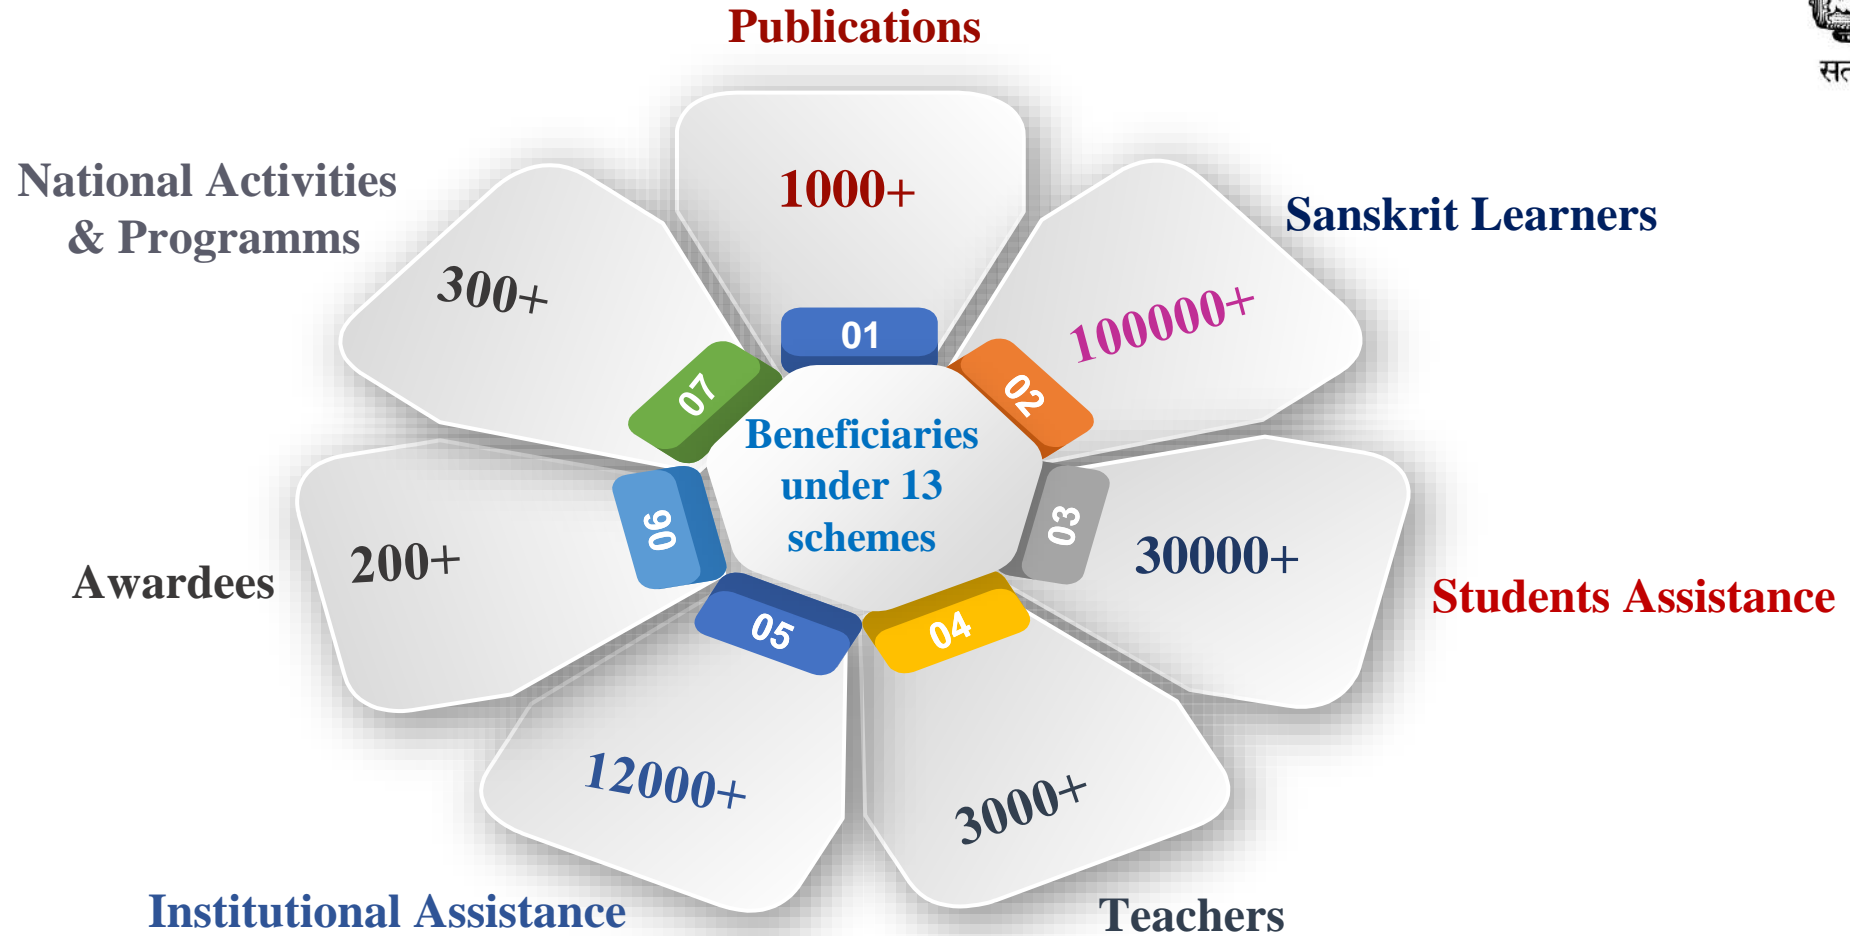 Publications
1000+
01
Sanskrit Learners
100000+
02
Students Assistance
30000+
03
Teachers
3000+
04
Institutional Assistance
12000+
05
Awardees
200+
06
National Activities
& Programms
300+
07
Beneficiaries
under 13
schemes